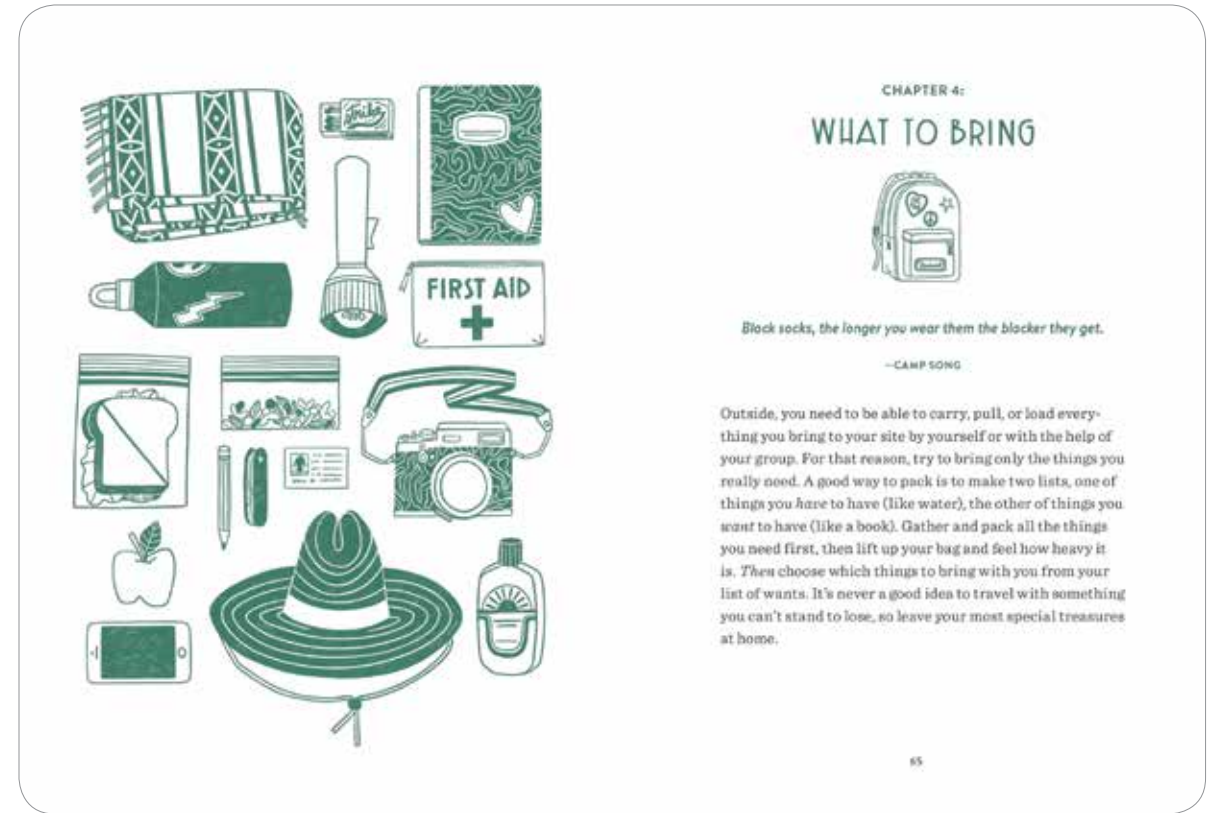 Strike
FIRST AID
CHAPTER 4:
WHAT TO BRING
Black socks, the longer you wear them the blacker they get.
—CAMP SONG
Outside, you need to be able to carry, pull, or load every-
thing you bring to your site by yourself or with the help of
your group. For that reason, try to bring only the things you
really need. A good way to pack is to make two lists, one of
things you have to have (like water), the other of things you
want to have (like a book). Gather and pack all the things
you need first, then lift up your bag and feel how heavy it
is. Then choose which things to bring with you from your
list of wants. It's never a good idea to travel with something
you can't stand to lose, so leave your most special treasures
at home.
65